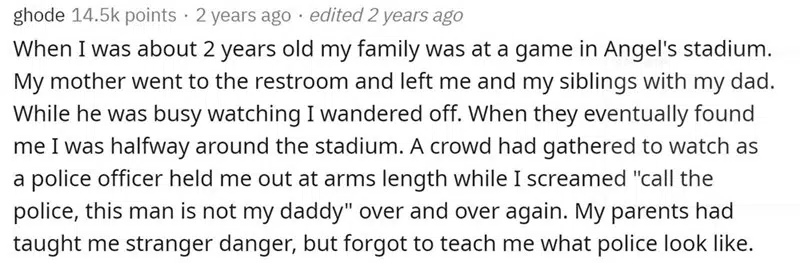 ghode 14.5k points · 2 years ago · edited 2 years ago
When I was about 2 years old my family was at a game in Angel's stadium.
My mother went to the restroom and left me and my siblings with my dad.
While he was busy watching I wandered off. When they eventually found
me I was halfway around the stadium. A crowd had gathered to watch as
a police officer held me out at arms length while I screamed "call the
police, this man is not my daddy" over and over again. My parents had
taught me stranger danger, but forgot to teach me what police look like.